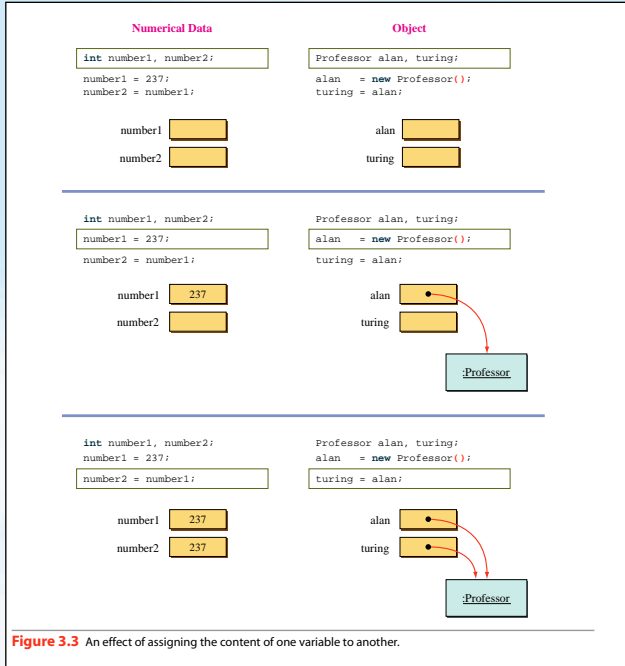 Numerical Data
Object
int number1, number2;
number1 = 237;
number2 = number1;
Professor alan, turing;
alan = new Professor();
turing = alan;
number1
number2
alan
turing
int number1, number2;
number1 = 237;
number2 = number1;
Professor alan, turing;
alan = new Professor();
turing = alan;
number1 237
number2
alan
turing
:Professor
int number1, number2;
number1 = 237;
number2 = number1;
Professor alan, turing;
alan = new Professor();
turing = alan;
number1 237
number2 237
alan
turing
:Professor
Figure 3.3 An effect of assigning the content of one variable to another.